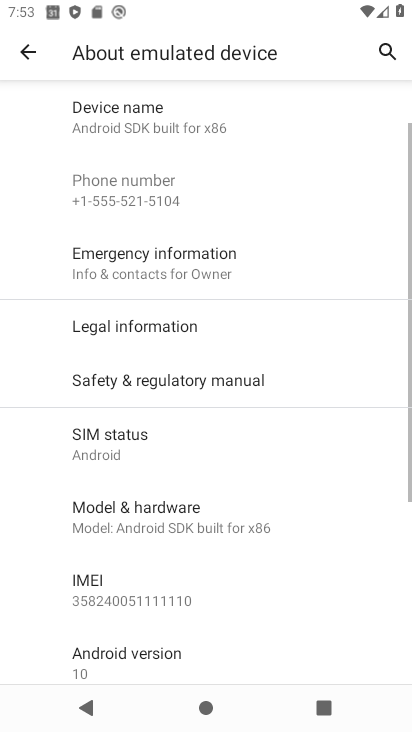 7:53
31
About emulated device
Device name
Android SDK built for x86
Phone number
+1-555-521-5104
Emergency information
Info & contacts for Owner
Legal information
Safety & regulatory manual
SIM status
Android
Model & hardware
Model: Android SDK built for x86
IMEI
358240051111110
Android version
10